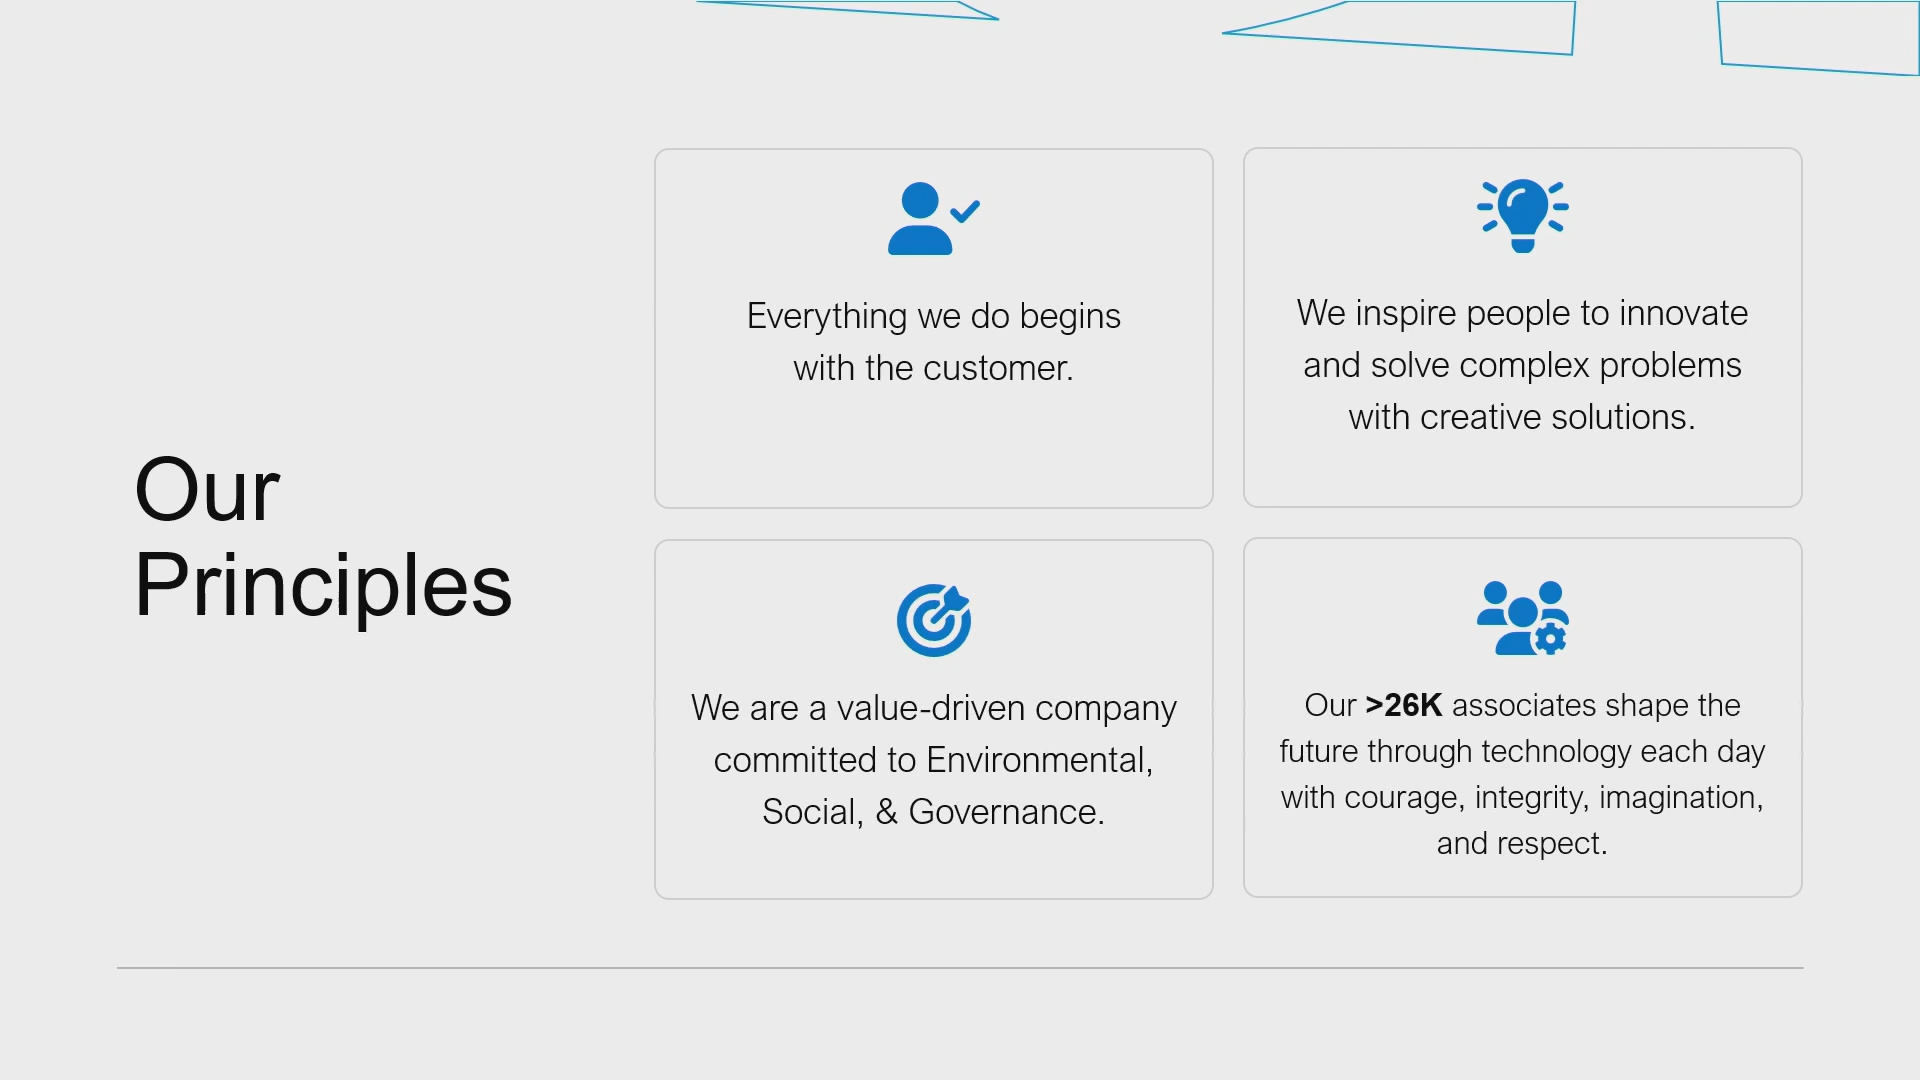 Our
Principles
Everything we do begins
with the customer.
We inspire people to innovate
and solve complex problems
with creative solutions.
We are a value-driven company
committed to Environmental,
Social, & Governance.
Our >26K associates shape the
future through technology each day
with courage, integrity, imagination,
and respect.